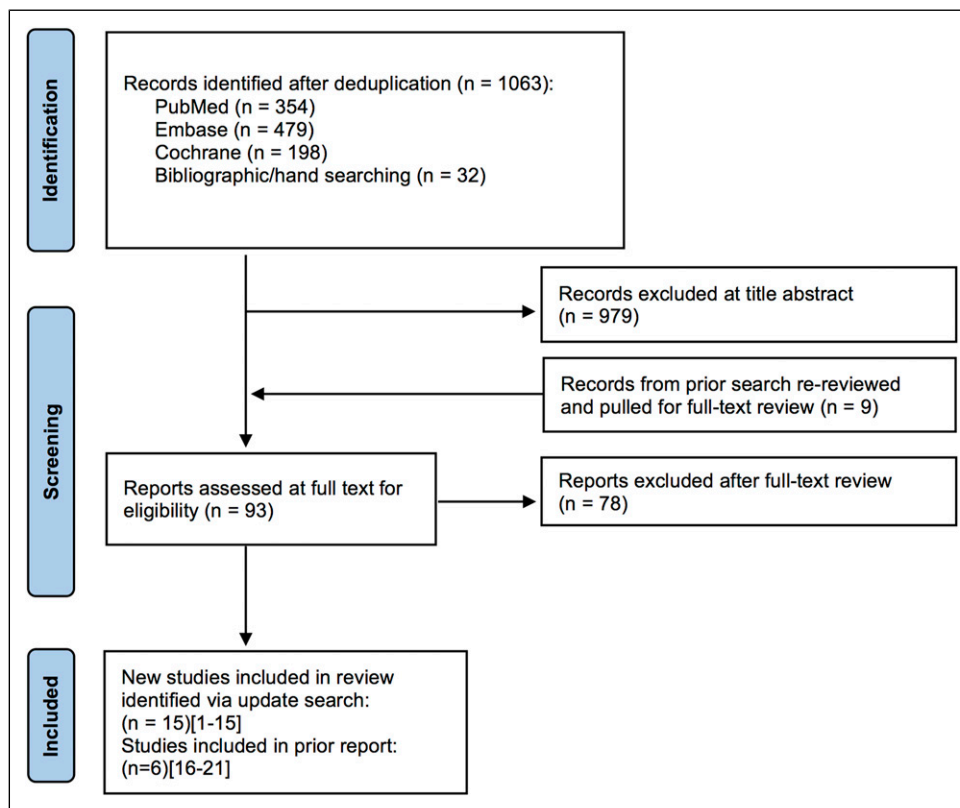 Identification
Records identified after deduplication (n = 1063):
PubMed (n = 354)
Embase (n = 479)
Cochrane (n = 198)
Bibliographic/hand searching (n = 32)
Screening
Records excluded at title abstract
(n = 979)
Records from prior search re-reviewed
and pulled for full-text review (n = 9)
Reports assessed at full text for
eligibility (n = 93)
Reports excluded after full-text review
(n = 78)
Included
New studies included in review
identified via update search:
(n = 15)[1-15]
Studies included in prior report:
(n=6)[16-21]